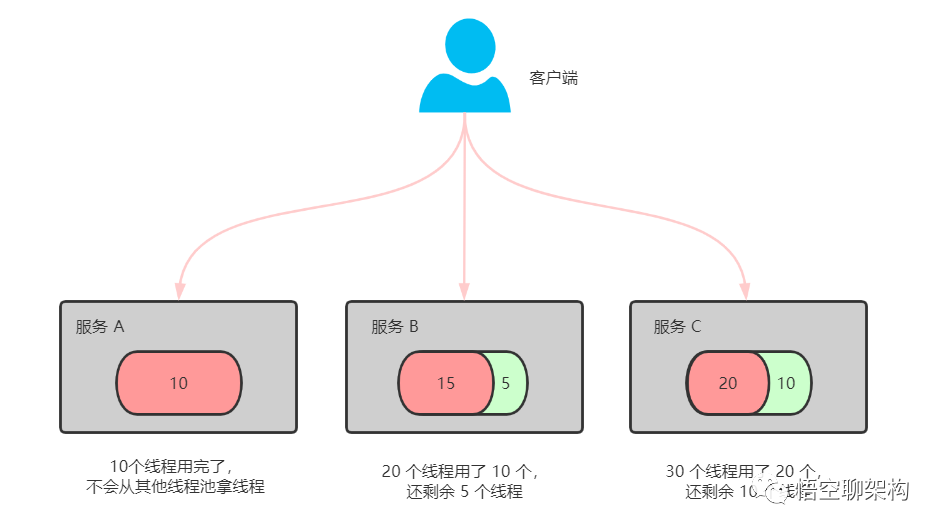 客户端
服务 A
服务 B
服务 C
10
15
5
20
10
10个线程用完了，
不会从其他线程池拿线程
20 个线程用了 10 个，
还剩余 5 个线程
30 个线程用了 20 个，
还剩余 10 线
悟空聊架构